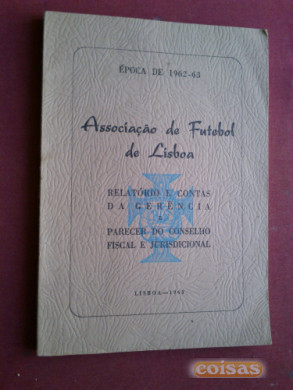 ÉPOCA DE 1962-63
Associação de Futebol
de Lisboa
RELATÓRIO E CONTAS
DA GERÊNCIA
E
PARECER DO CONSELHO
FISCAL E JURISDICIONAL
LISBOA—1963
coisas